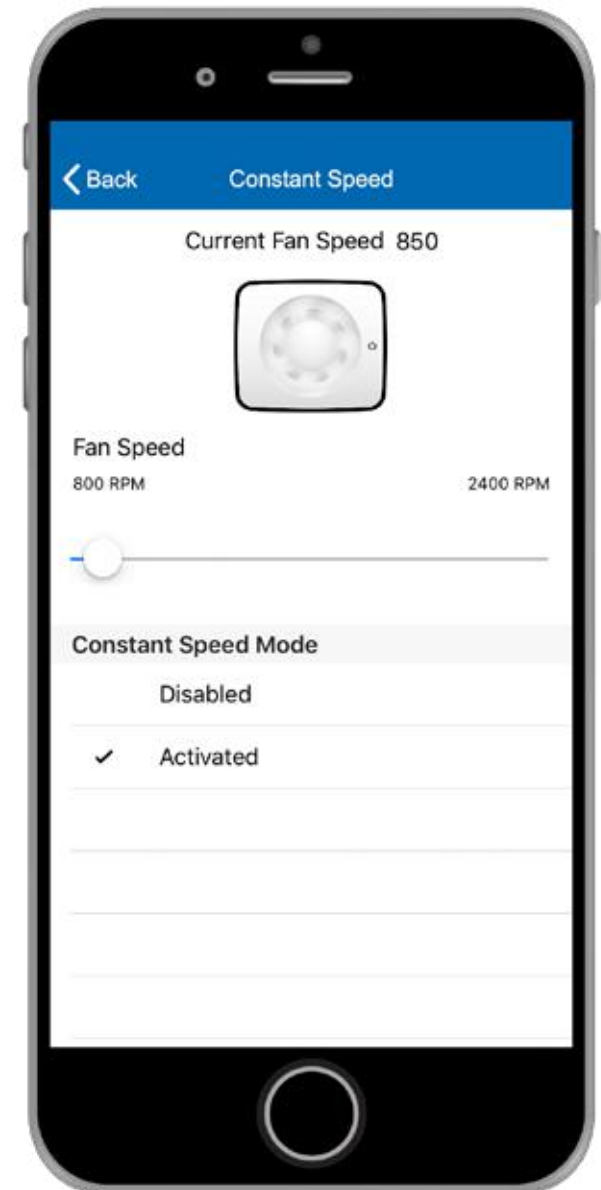 Back Constant Speed
Current Fan Speed 850
Fan Speed
800 RPM 2400 RPM
Constant Speed Mode
Disabled
Activated